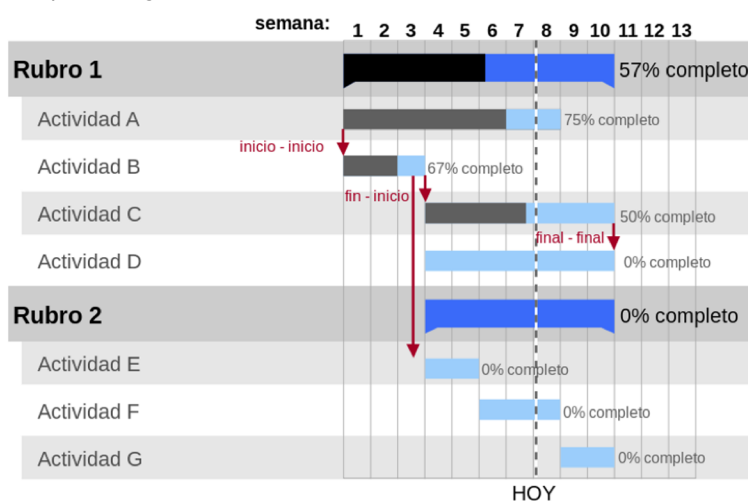 semana: 1 2 3 4 5 6 7 8 9 10 11 12 13
Rubro 1 57% completo
Actividad A 75% completo
inicio - inicio
Actividad B 67% completo
fin - inicio
Actividad C 50% completo
final - final
Actividad D 0% completo
Rubro 2 0% completo
Actividad E 0% completo
Actividad F 0% completo
Actividad G 0% completo
HOY